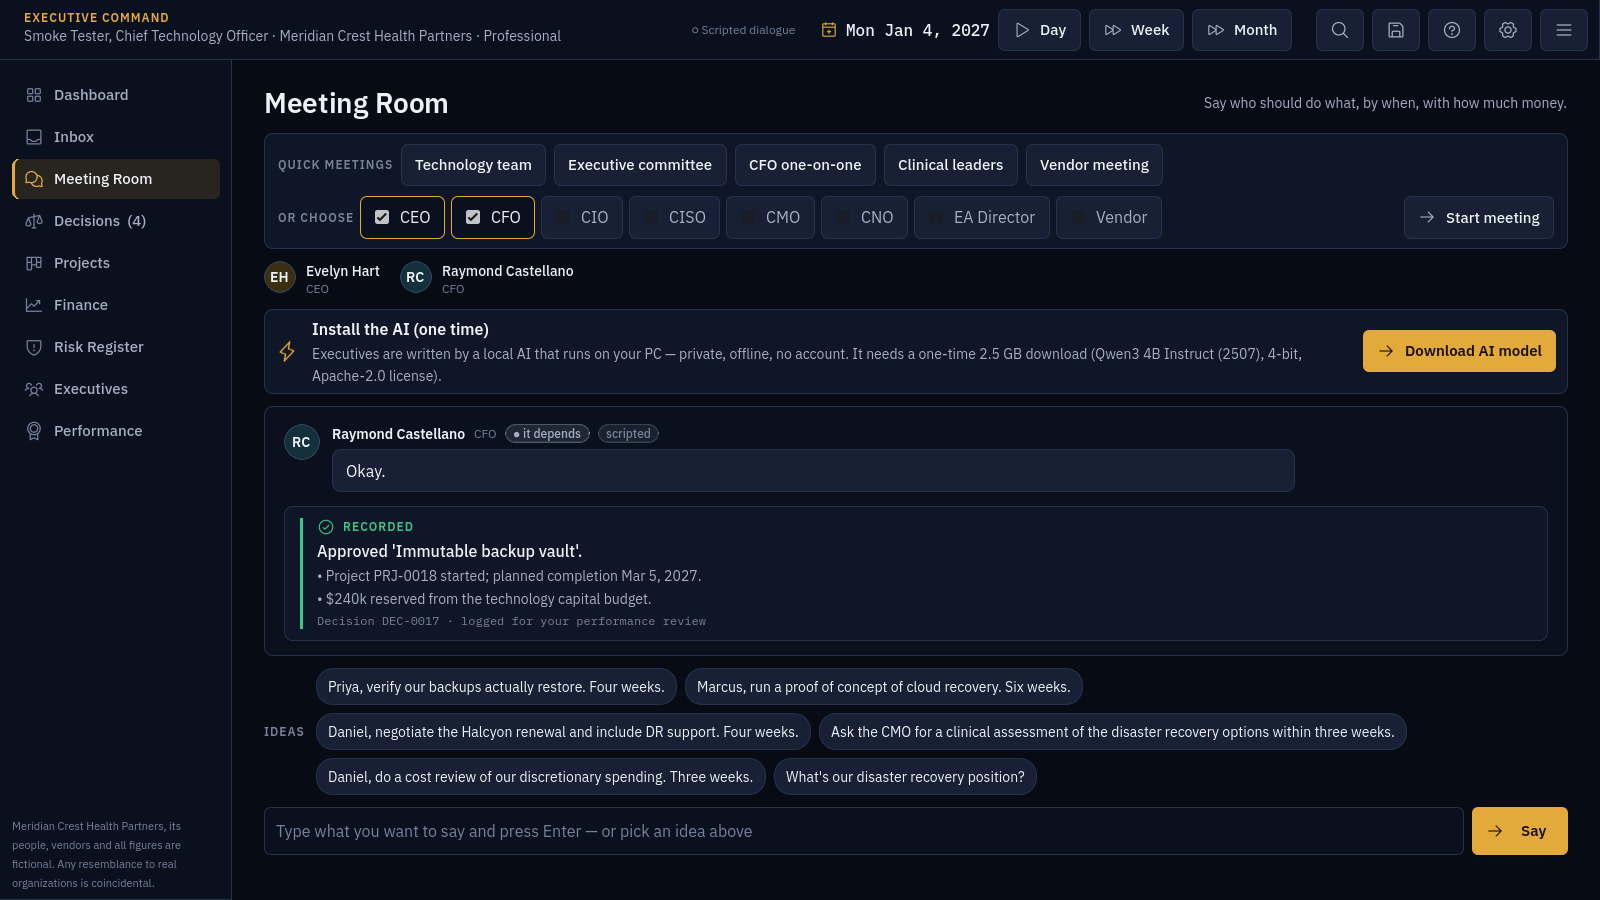 EXECUTIVE COMMAND
Smoke Tester, Chief Technology Officer · Meridian Crest Health Partners · Professional
Scripted dialogue
Mon Jan 4, 2027
Day
Week
Month
Dashboard
Inbox
Meeting Room
Decisions (4)
Projects
Finance
Risk Register
Executives
Performance
Meridian Crest Health Partners, its
people, vendors and all figures are
fictional. Any resemblance to real
organizations is coincidental.
Meeting Room
Say who should do what, by when, with how much money.
QUICK MEETINGS
Technology team
Executive committee
CFO one-on-one
Clinical leaders
Vendor meeting
OR CHOOSE
CEO
CFO
CIO
CISO
CMO
CNO
EA Director
Vendor
Start meeting
EH
Evelyn Hart
CEO
RC
Raymond Castellano
CFO
Install the AI (one time)
Executives are written by a local AI that runs on your PC — private, offline, no account. It needs a one-time 2.5 GB download (Qwen3 4B Instruct (2507), 4-bit,
Apache-2.0 license).
Download AI model
RC
Raymond Castellano CFO • it depends scripted
Okay.
RECORDED
Approved 'Immutable backup vault'.
• Project PRJ-0018 started; planned completion Mar 5, 2027.
• $240k reserved from the technology capital budget.
Decision DEC-0017 · logged for your performance review
IDEAS
Priya, verify our backups actually restore. Four weeks.
Marcus, run a proof of concept of cloud recovery. Six weeks.
Daniel, negotiate the Halcyon renewal and include DR support. Four weeks.
Ask the CMO for a clinical assessment of the disaster recovery options within three weeks.
Daniel, do a cost review of our discretionary spending. Three weeks.
What's our disaster recovery position?
Type what you want to say and press Enter — or pick an idea above
Say